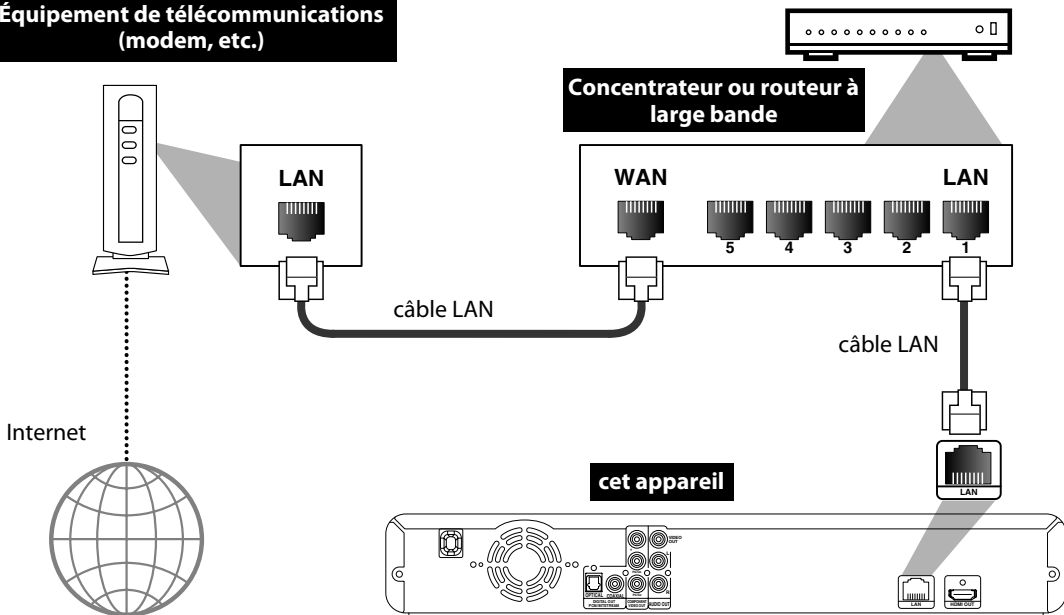 Équipement de télécommunications
(modem, etc.)
Concentrateur ou routeur à
large bande
LAN
WAN
LAN
5 4 3 2 1
câble LAN
câble LAN
Internet
LAN
cet appareil
VIDEO
OUT
L
R
OPTICAL COAXIAL
DIGITAL OUT
PCM/BITSTREAM
COMPONENT
VIDEO OUT
AUDIO OUT
LAN
HDMI OUT